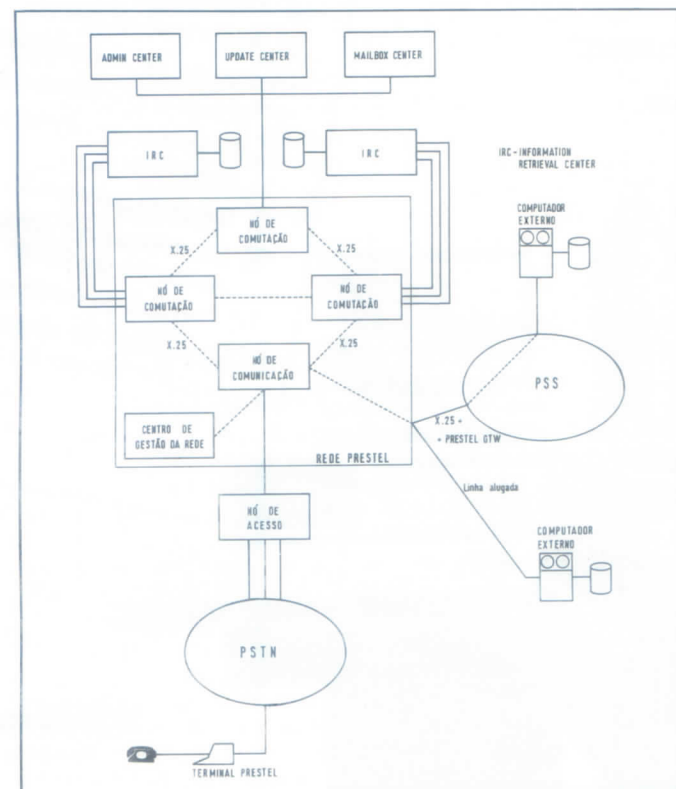 ADMIN CENTER
UPDATE CENTER
MAILBOX CENTER
IRC
IRC
IRC - INFORMATION
RETRIEVAL CENTER
NÓ DE
COMUTAÇÃO
X.25
X.25
NÓ DE
COMUTAÇÃO
NÓ DE
COMUTAÇÃO
X.25
X.25
NÓ DE
COMUNICAÇÃO
CENTRO DE
GESTÃO DA REDE
REDE PRESTEL
COMPUTADOR
EXTERNO
PSS
X.25 +
+ PRESTEL GTW
Linha alugada
NÓ DE
ACESSO
COMPUTADOR
EXTERNO
PSTN
TERMINAL PRESTEL